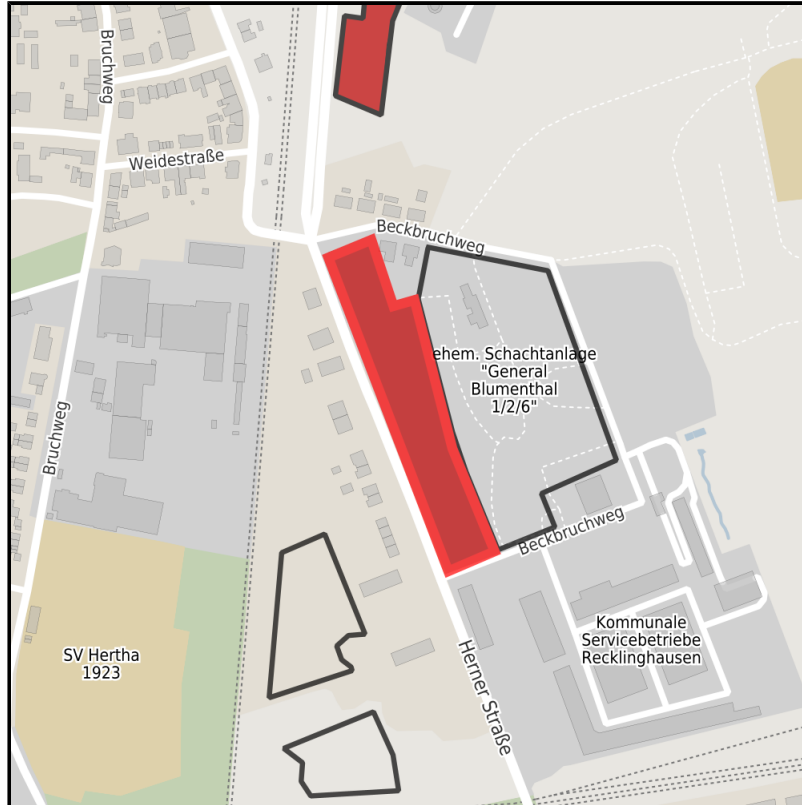 Bruchweg
Weidestraße
Beckbruchweg
ehem. Schachtanlage
"General
Blumenthal
1/2/6"
Bruchweg
Beckbruchweg
Kommunale
Servicebetriebe
Recklinghausen
SV Hertha
1923
Herner Straße